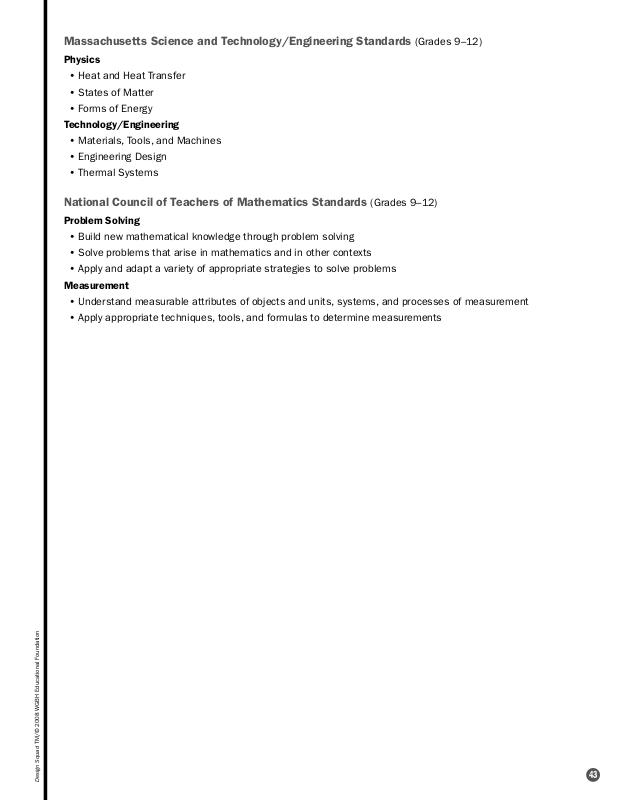 Massachusetts Science and Technology/Engineering Standards (Grades 9–12)
Physics
• Heat and Heat Transfer
• States of Matter
• Forms of Energy
Technology/Engineering
• Materials, Tools, and Machines
• Engineering Design
• Thermal Systems
National Council of Teachers of Mathematics Standards (Grades 9–12)
Problem Solving
• Build new mathematical knowledge through problem solving
• Solve problems that arise in mathematics and in other contexts
• Apply and adapt a variety of appropriate strategies to solve problems
Measurement
• Understand measurable attributes of objects and units, systems, and processes of measurement
• Apply appropriate techniques, tools, and formulas to determine measurements
Design Squad TM/© 2008 WGBH Educational Foundation
43